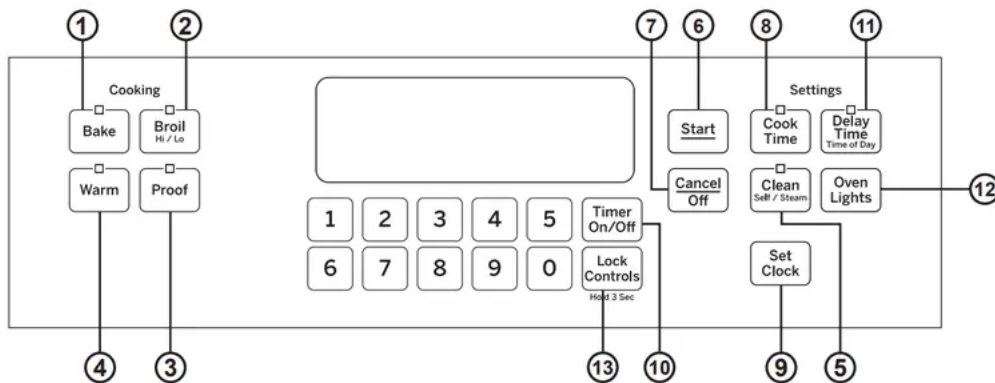 1 2 7 6 8 11
Cooking
Settings
Bake
Broil
Hi / Lo
Start
Cook
Time
Delay
Time
Time of Day
Warm
Proof
Cancel
Off
Clean
Self / Steam
Oven
Lights
12
1 2 3 4 5
Timer
On/Off
6 7 8 9 0
Lock
Controls
Hold 3 Sec
Set
Clock
4 3 13 10 9 5